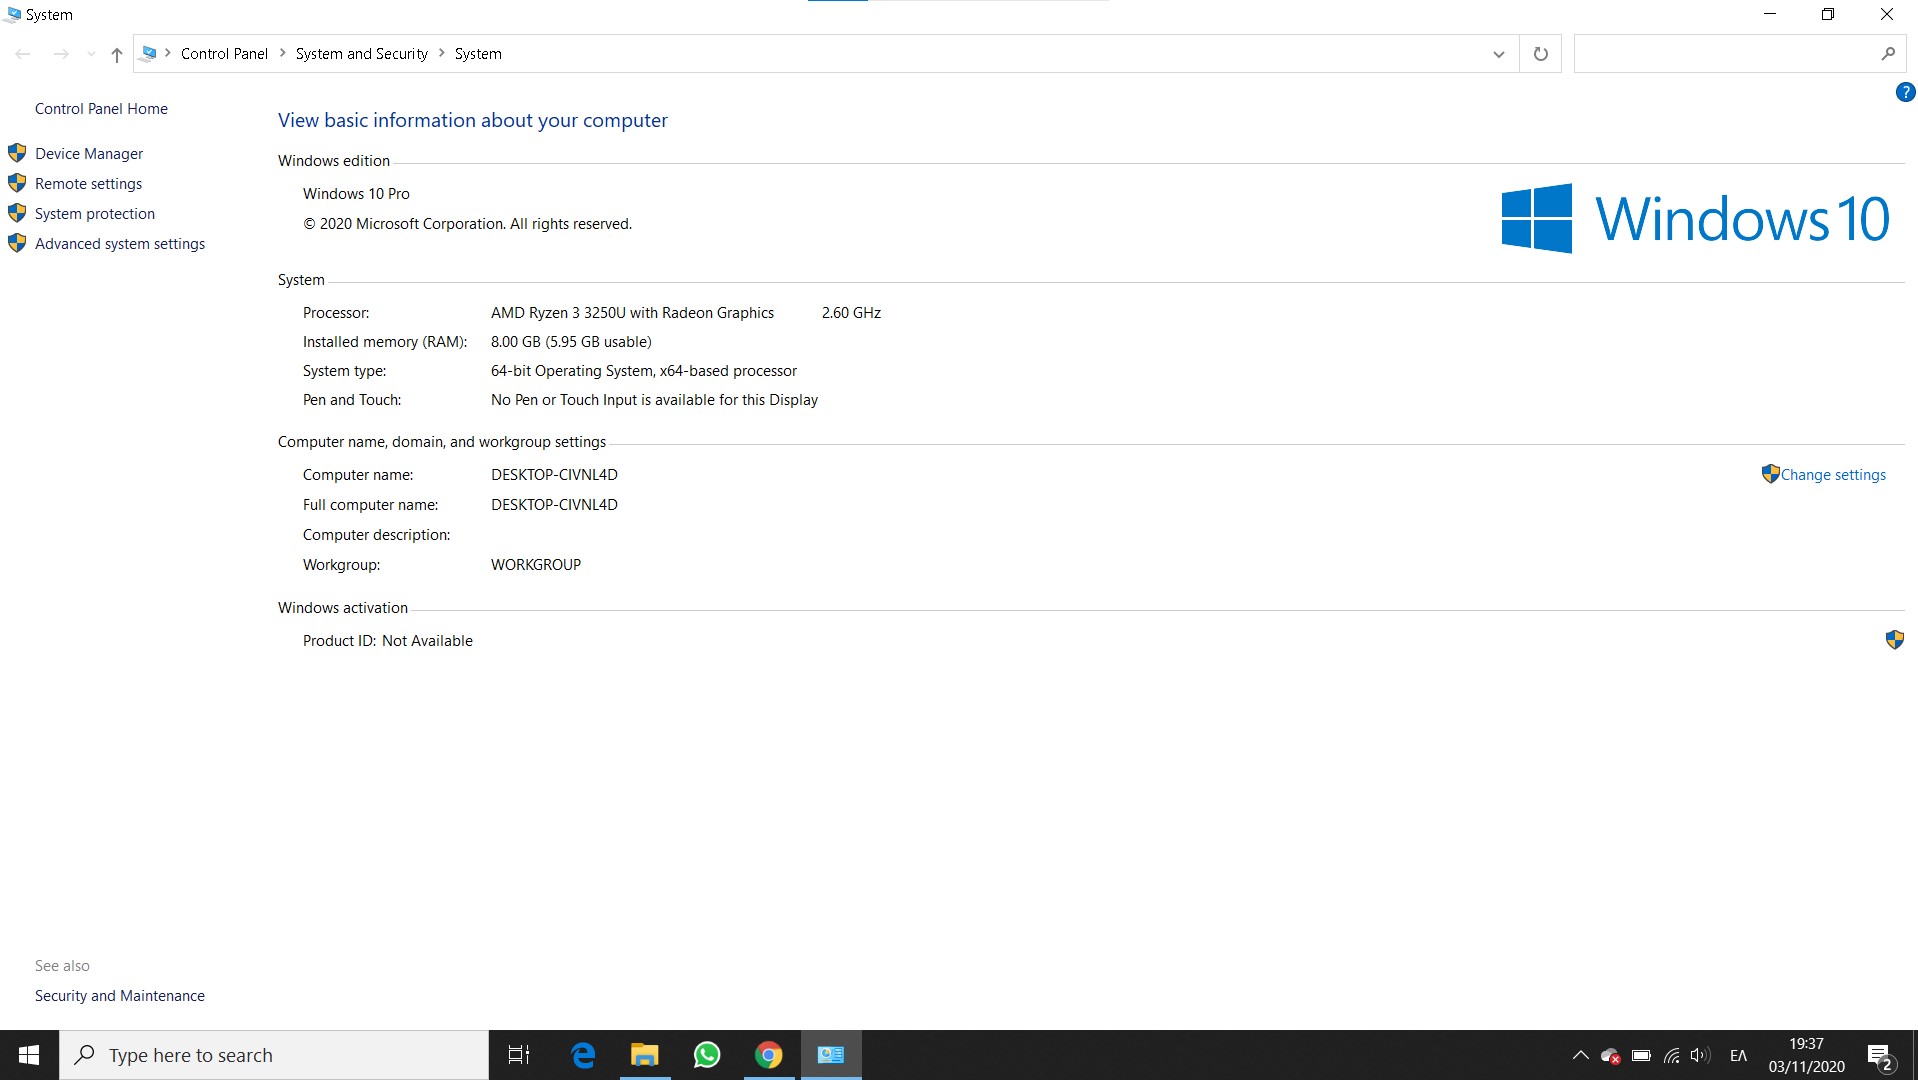 System
Control Panel System and Security System
?
Control Panel Home
Device Manager
Remote settings
System protection
Advanced system settings
View basic information about your computer
Windows edition
Windows 10 Pro
© 2020 Microsoft Corporation. All rights reserved.
Windows 10
System
Processor: AMD Ryzen 3 3250U with Radeon Graphics 2.60 GHz
Installed memory (RAM): 8.00 GB (5.95 GB usable)
System type: 64-bit Operating System, x64-based processor
Pen and Touch: No Pen or Touch Input is available for this Display
Computer name, domain, and workgroup settings
Computer name: DESKTOP-CIVNL4D
Change settings
Full computer name: DESKTOP-CIVNL4D
Computer description:
Workgroup: WORKGROUP
Windows activation
Product ID: Not Available
See also
Security and Maintenance
Type here to search
ΕΛ
19:37
03/11/2020
2